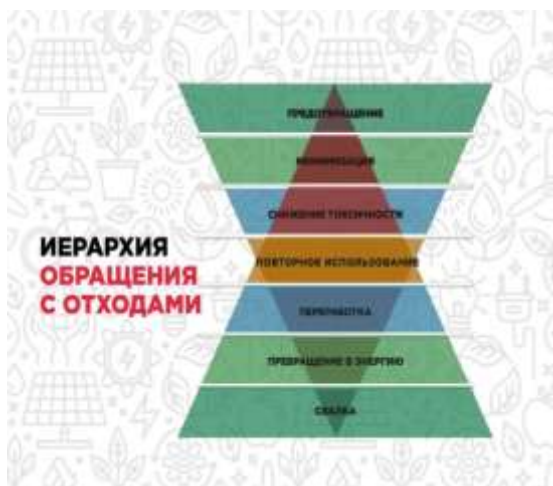 ПРЕДОТВРАЩЕНИЕ
МИНИМИЗАЦИЯ
СНИЖЕНИЕ ТОКСИЧНОСТИ
ИЕРАРХИЯ
ОБРАЩЕНИЯ
С ОТХОДАМИ
ПОВТОРНОЕ ИСПОЛЬЗОВАНИЕ
ПЕРЕРАБОТКА
ПРЕВРАЩЕНИЕ В ЭНЕРГИЮ
СВАЛКА